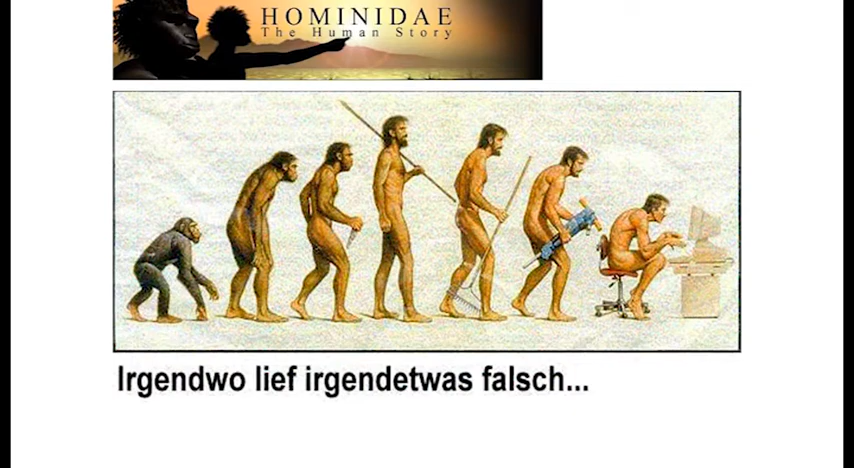 HOMINIDAE
The Human Story
Irgendwo lief irgendetwas falsch...